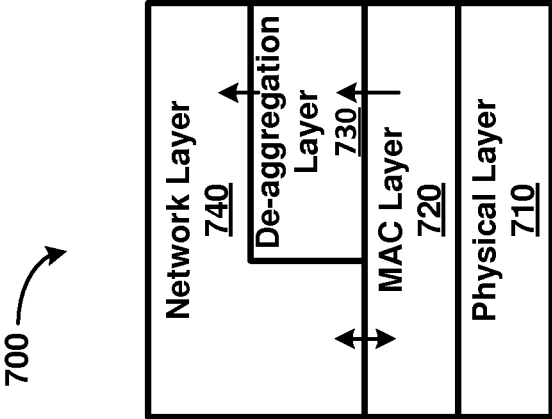 700
Network Layer
740
De-aggregation
Layer
730
MAC Layer
720
Physical Layer
710